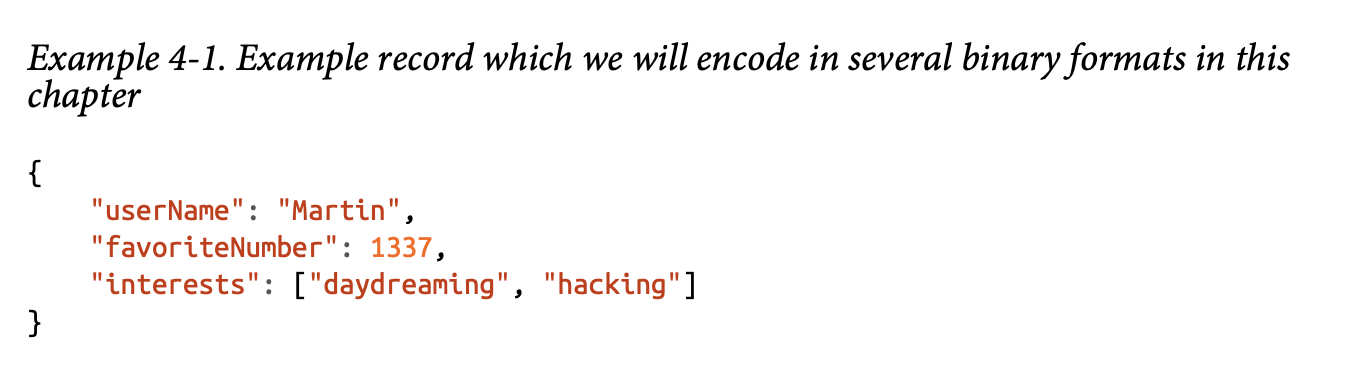 Example 4-1. Example record which we will encode in several binary formats in this
chapter
{
    "userName": "Martin",
    "favoriteNumber": 1337,
    "interests": ["daydreaming", "hacking"]
}